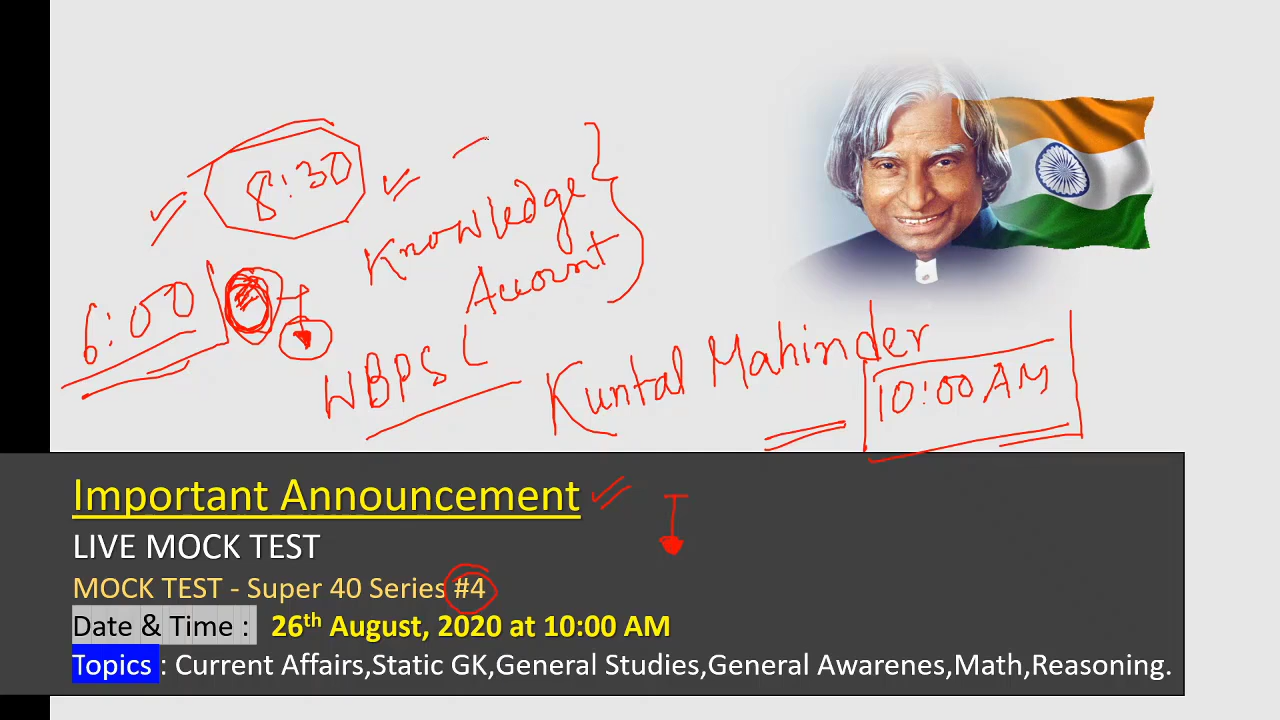 8:30
Knowledge
Account
6:00
WBPSC
Kuntal Mahinder
10:00 AM
Important Announcement
LIVE MOCK TEST
MOCK TEST - Super 40 Series #4
Date & Time : 26th August, 2020 at 10:00 AM
Topics : Current Affairs,Static GK,General Studies,General Awarenes,Math,Reasoning.